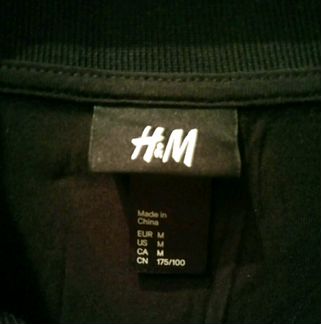 H&M
Made in
China
EUR M
US M
CA M
CN 175/100